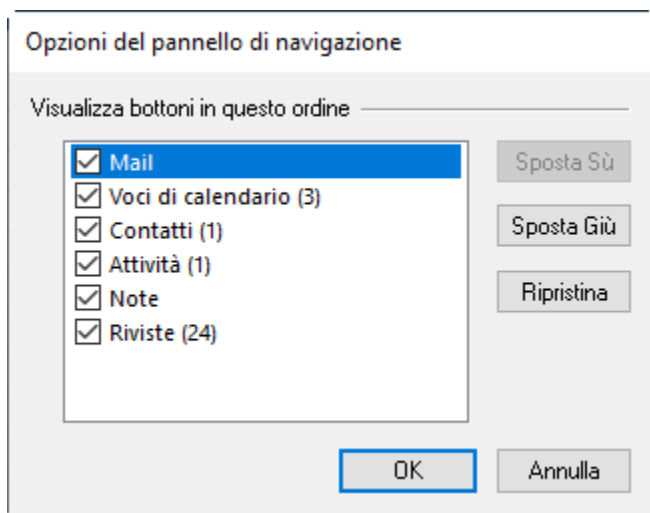 Opzioni del pannello di navigazione
Visualizza bottoni in questo ordine
Mail
Voci di calendario (3)
Contatti (1)
Attività (1)
Note
Riviste (24)
Sposta Sù
Sposta Giù
Ripristina
OK
Annulla